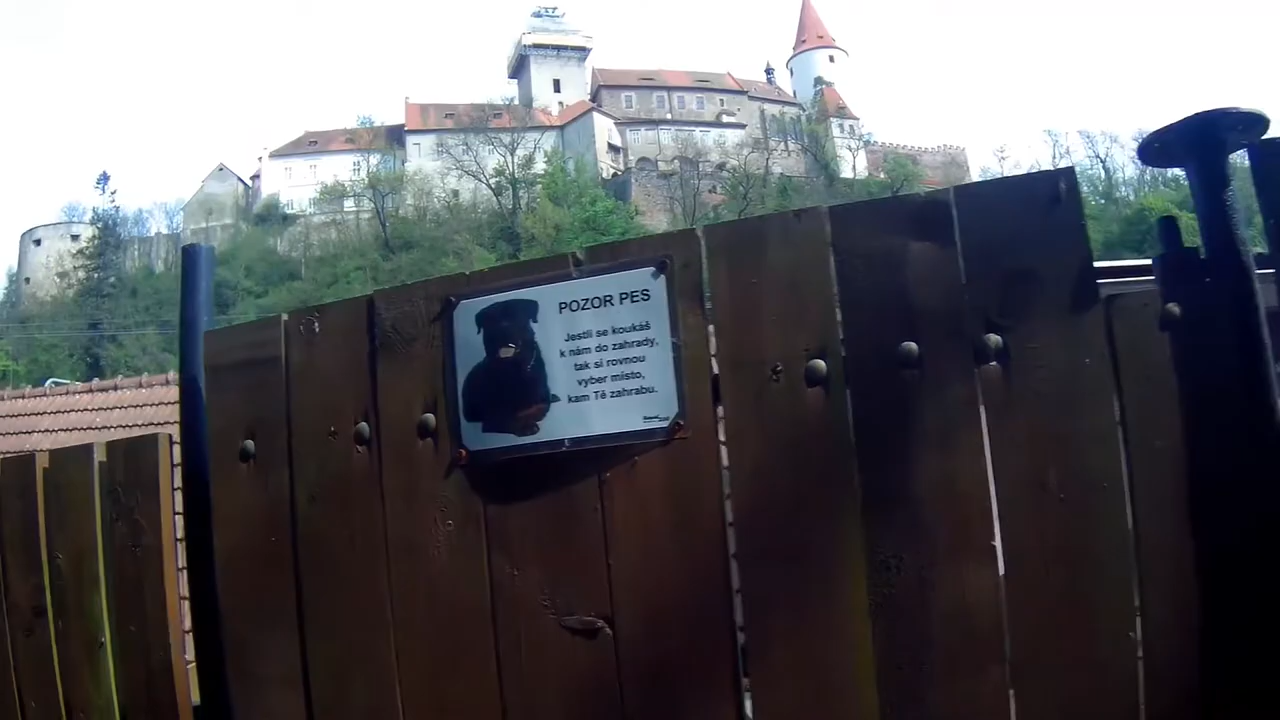 POZOR PES
Jestli se koukáš
k nám do zahrady,
tak si rovnou
vyber místo,
kam Tě zahrabu.